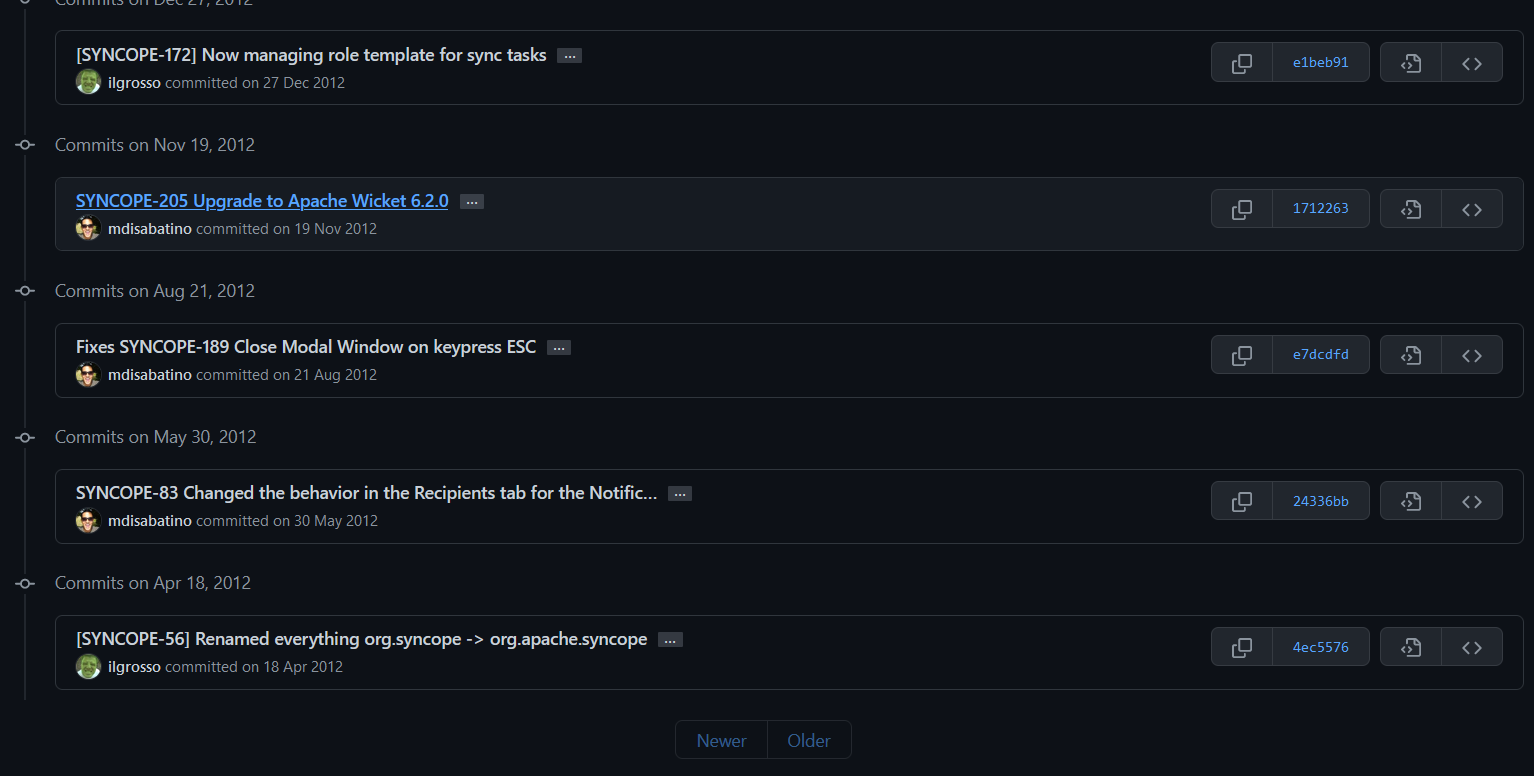 Commits on Dec 27, 2012
[SYNCOPE-172] Now managing role template for sync tasks ...
e1beb91
ilgrosso committed on 27 Dec 2012
Commits on Nov 19, 2012
SYNCOPE-205 Upgrade to Apache Wicket 6.2.0 ...
1712263
mdisabatino committed on 19 Nov 2012
Commits on Aug 21, 2012
Fixes SYNCOPE-189 Close Modal Window on keypress ESC ...
e7dcdfd
mdisabatino committed on 21 Aug 2012
Commits on May 30, 2012
SYNCOPE-83 Changed the behavior in the Recipients tab for the Notific... ...
24336bb
mdisabatino committed on 30 May 2012
Commits on Apr 18, 2012
[SYNCOPE-56] Renamed everything org.syncope -> org.apache.syncope ...
4ec5576
ilgrosso committed on 18 Apr 2012
Newer Older